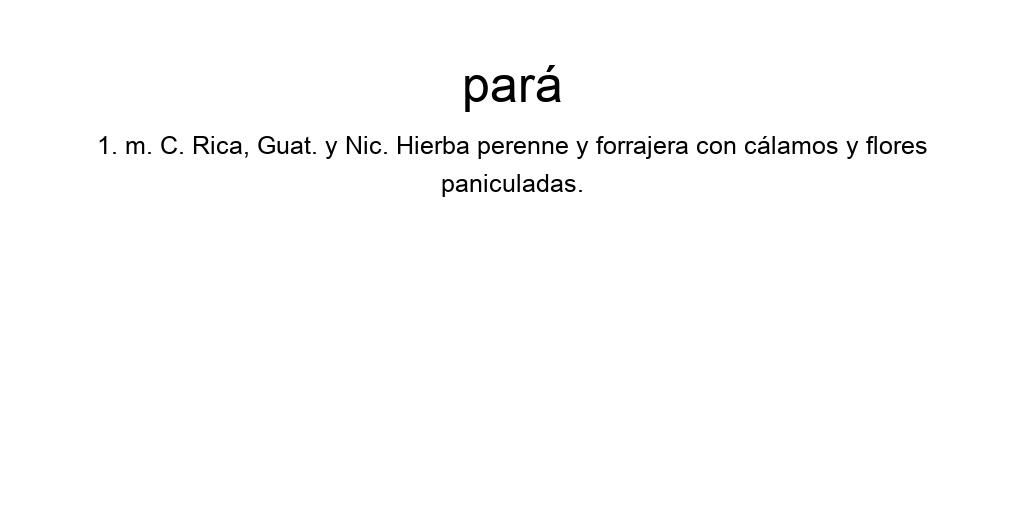 pará
1. m. C. Rica, Guat. y Nic. Hierba perenne y forrajera con cálamos y flores
paniculadas.